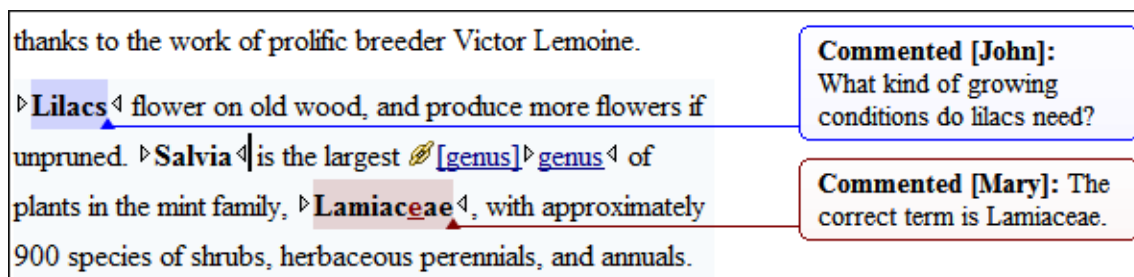 thanks to the work of prolific breeder Victor Lemoine.
Lilacs flower on old wood, and produce more flowers if
unpruned. Salvia is the largest [genus] genus of
plants in the mint family, Lamiaceae, with approximately
900 species of shrubs, herbaceous perennials, and annuals.
Commented [John]:
What kind of growing
conditions do lilacs need?
Commented [Mary]: The
correct term is Lamiaceae.